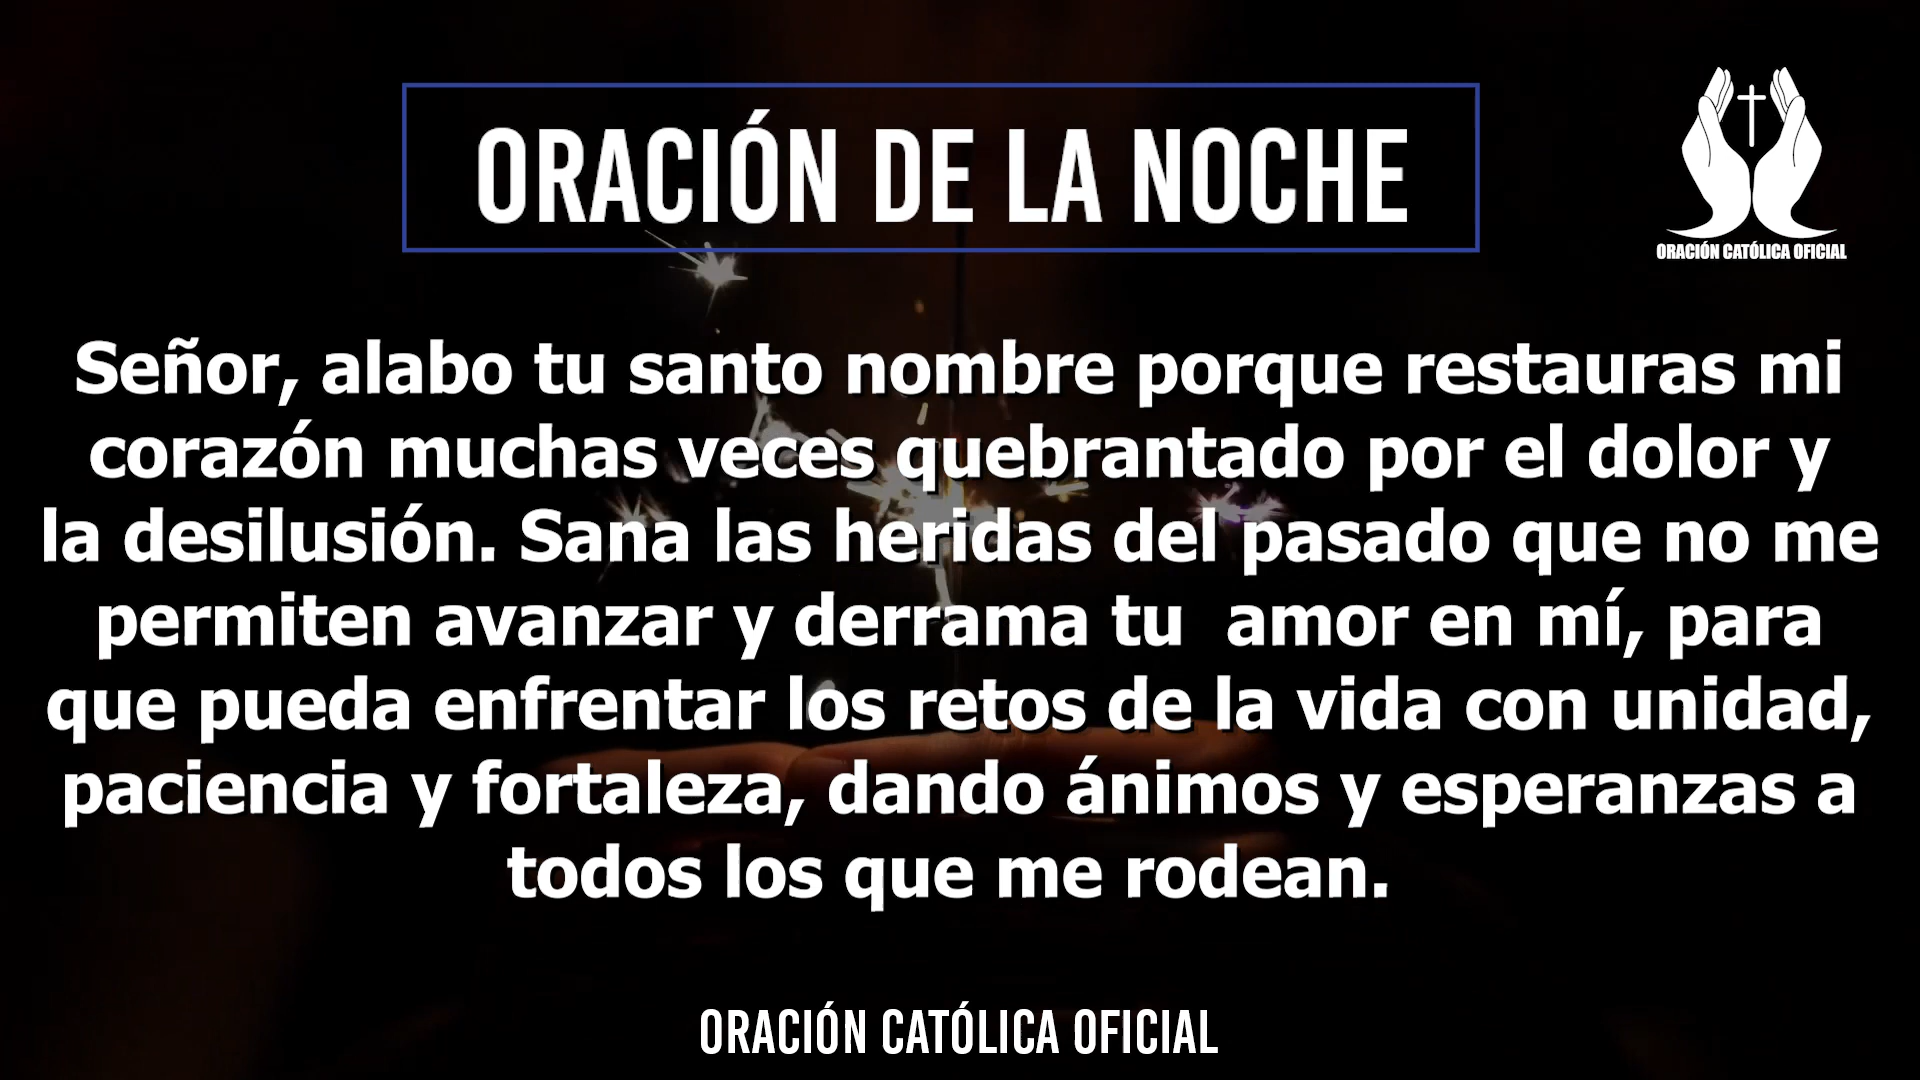 ORACIÓN DE LA NOCHE
ORACIÓN CATÓLICA OFICIAL
Señor, alabo tu santo nombre porque restauras mi
corazón muchas veces quebrantado por el dolor y
la desilusión. Sana las heridas del pasado que no me
permiten avanzar y derrama tu  amor en mí, para
que pueda enfrentar los retos de la vida con unidad,
paciencia y fortaleza, dando ánimos y esperanzas a
todos los que me rodean.
ORACIÓN CATÓLICA OFICIAL